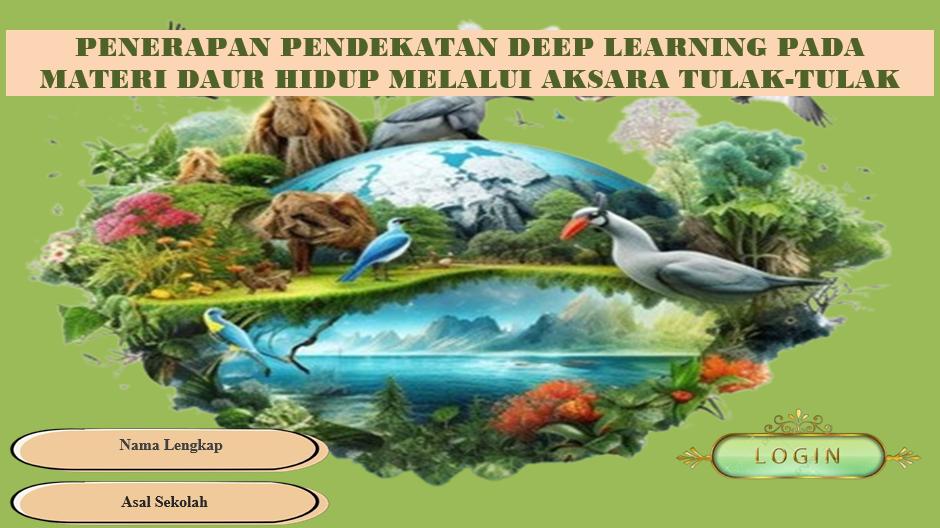 PENERAPAN PENDEKATAN DEEP LEARNING PADA
MATERI DAUR HIDUP MELALUI AKSARA TULAK-TULAK
Nama Lengkap
LOGIN
Asal Sekolah